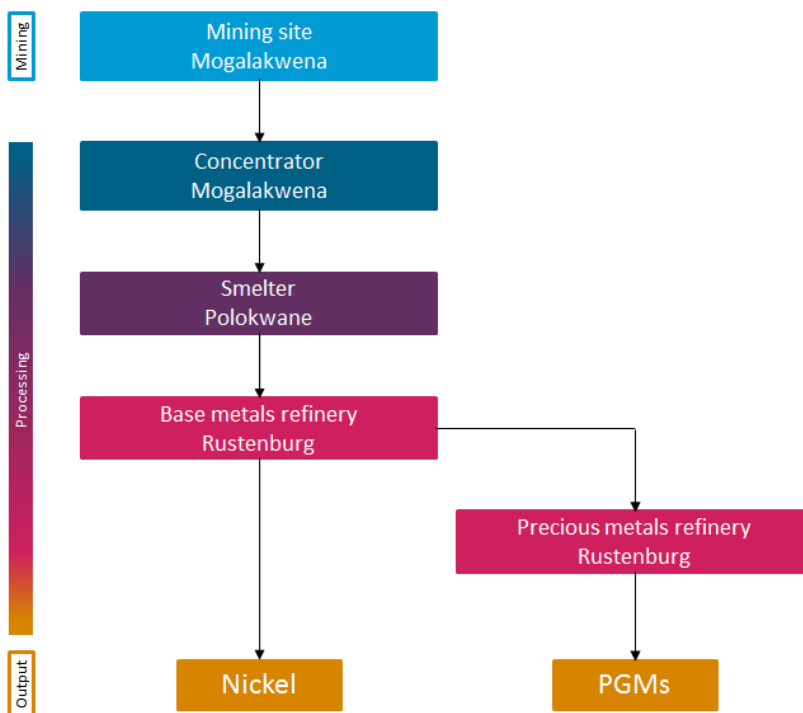 Mining
Mining site
Mogalakwena
Concentrator
Mogalakwena
Smelter
Polokwane
Processing
Base metals refinery
Rustenburg
Precious metals refinery
Rustenburg
Output
Nickel
PGMs